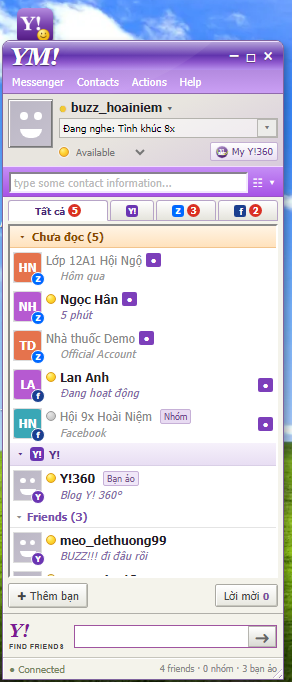 Y!
YM!
Messenger Contacts Actions Help
buzz_hoainiem
Đang nghe: Tình khúc 8x
Available
My Y!360
type some contact information...
Tất cả 5
Y!
Z 3
f 2
Chưa đọc (5)
HN Z
Lớp 12A1 Hội Ngộ
Hôm qua
NH Z
Ngọc Hân
5 phút
TD Z
Nhà thuốc Demo
Official Account
LA f
Lan Anh
Đang hoạt động
HN f
Hội 9x Hoài Niệm Nhóm
Facebook
Y! Y!
Y
Y!360 Bạn ảo
Blog Y! 360°
Friends (3)
Y
meo_dethuong99
BUZZ!!! đi đâu rồi
+ Thêm bạn
Lời mời 0
Y!
FIND FRIENDS
Connected
4 friends · 0 nhóm · 3 bạn ảo